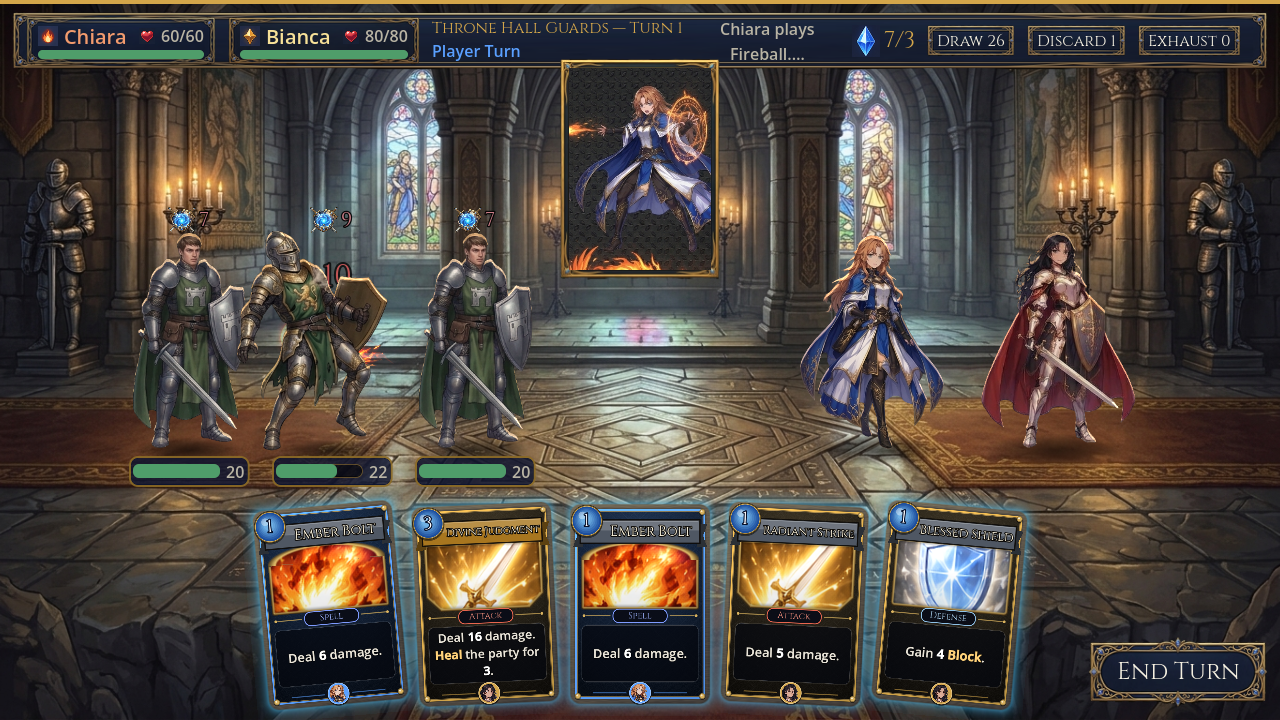 Chiara 60/60
Bianca 80/80
Throne Hall Guards — Turn 1
Player Turn
Chiara plays
Fireball....
7/3
Draw 26
Discard 1
Exhaust 0
7
9
7
10
20
22
20
1
Ember Bolt
Spell
Deal 6 damage.
3
Divine Judgment
Attack
Deal 16 damage.
Heal the party for
3.
1
Ember Bolt
Spell
Deal 6 damage.
1
Radiant Strike
Attack
Deal 5 damage.
1
Blessed Shield
Defense
Gain 4 Block.
End Turn